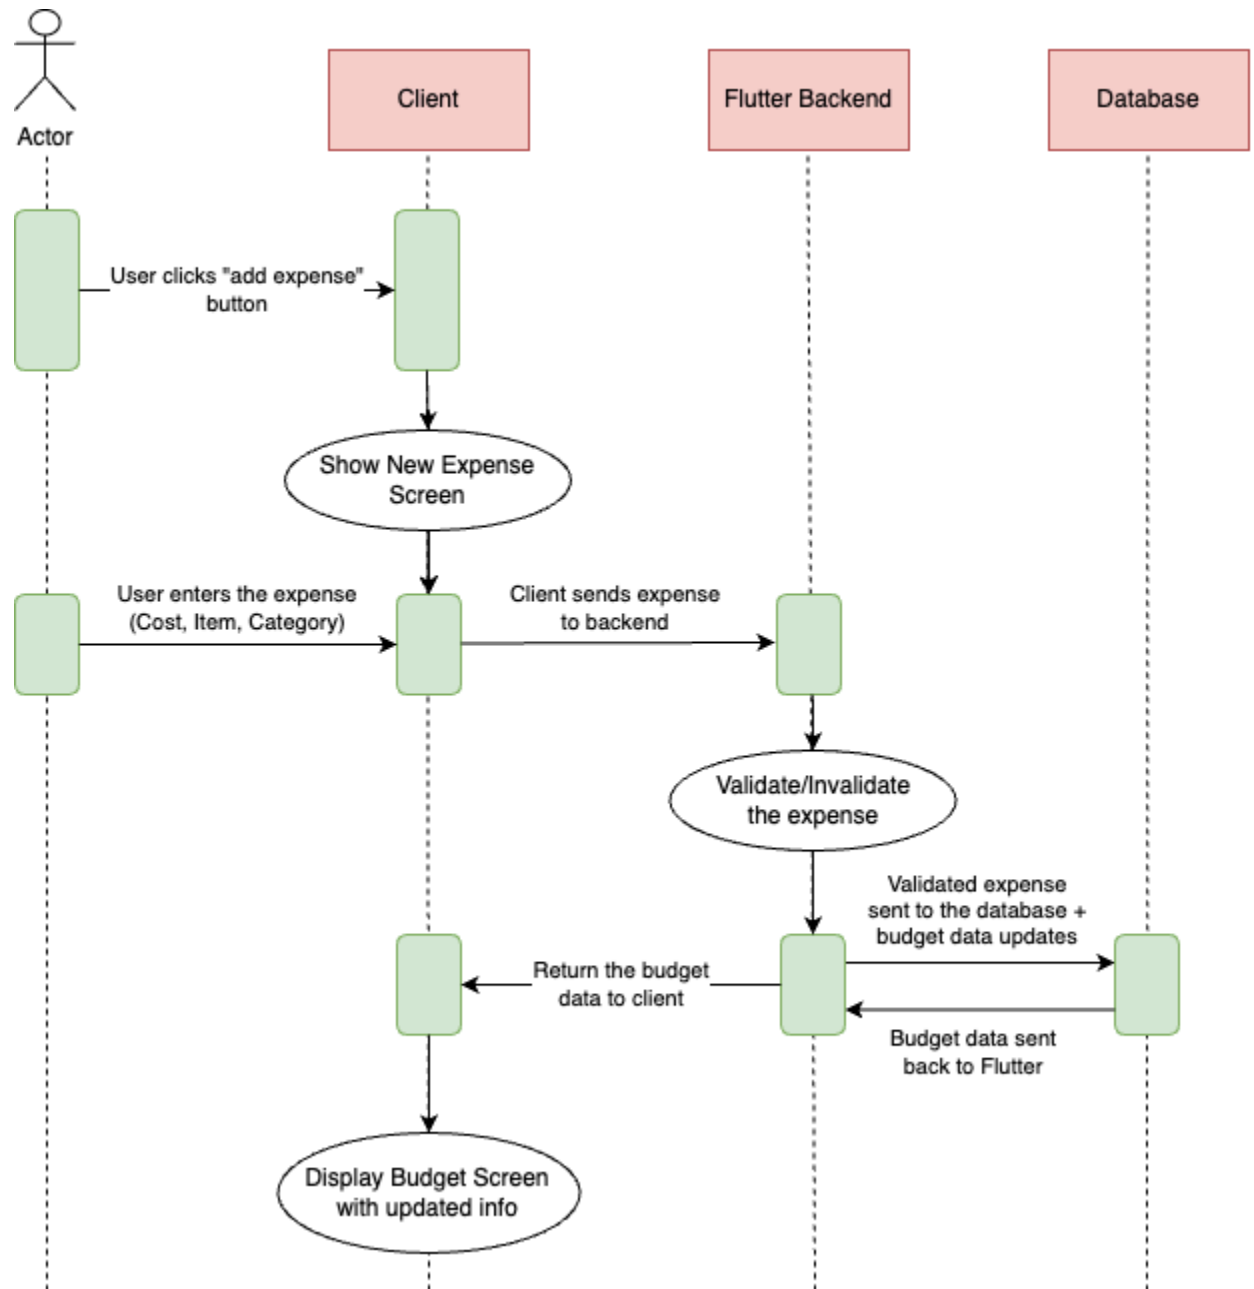 Actor
Client
Flutter Backend
Database
User clicks "add expense"
button
Show New Expense
Screen
User enters the expense
(Cost, Item, Category)
Client sends expense
to backend
Validate/Invalidate
the expense
Validated expense
sent to the database +
budget data updates
Return the budget
data to client
Budget data sent
back to Flutter
Display Budget Screen
with updated info